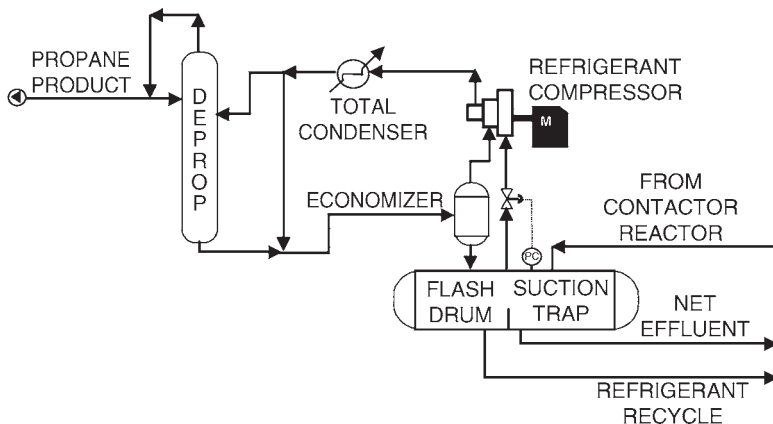 PROPANE
PRODUCT
DEPROP
TOTAL
CONDENSER
REFRIGERANT
COMPRESSOR
M
ECONOMIZER
FROM
CONTACTOR
REACTOR
PC
FLASH
DRUM
SUCTION
TRAP
NET
EFFLUENT
REFRIGERANT
RECYCLE